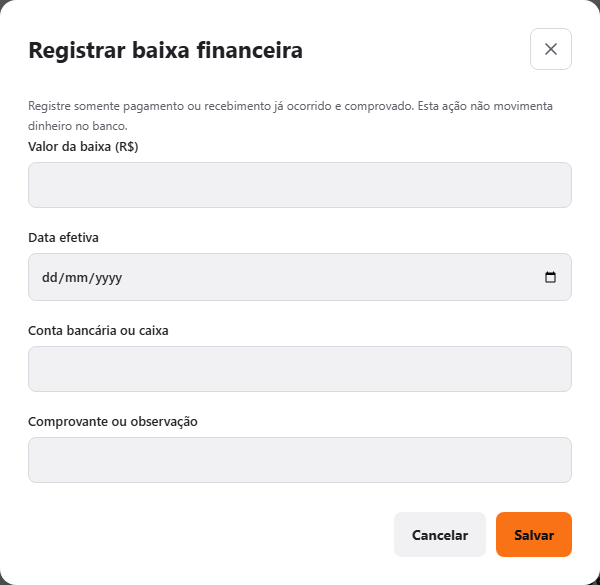 Registrar baixa financeira
Registre somente pagamento ou recebimento já ocorrido e comprovado. Esta ação não movimenta
dinheiro no banco.
Valor da baixa (R$)
Data efetiva
dd/mm/yyyy
Conta bancária ou caixa
Comprovante ou observação
Cancelar
Salvar